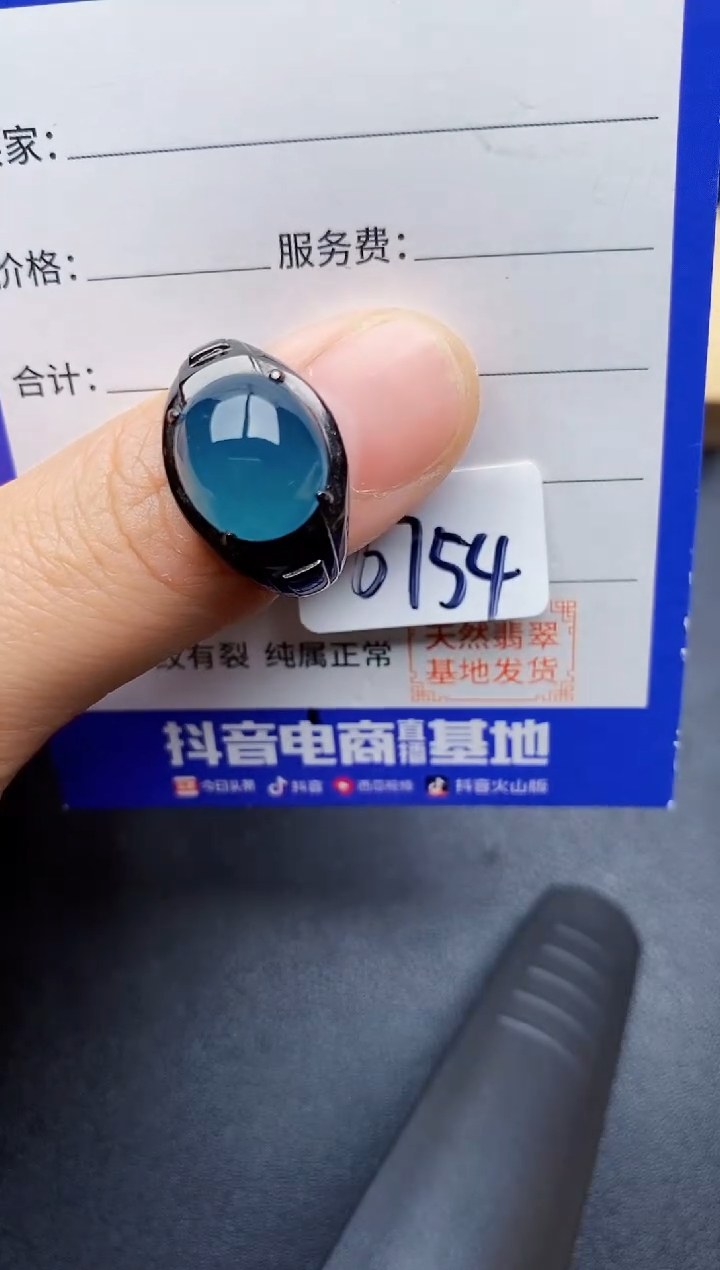 家：
价格： 服务费：
合计：
6754
有裂 纯属正常
天然翡翠
基地发货
抖音电商直播基地
今日头条 抖音 西瓜视频 抖音火山版